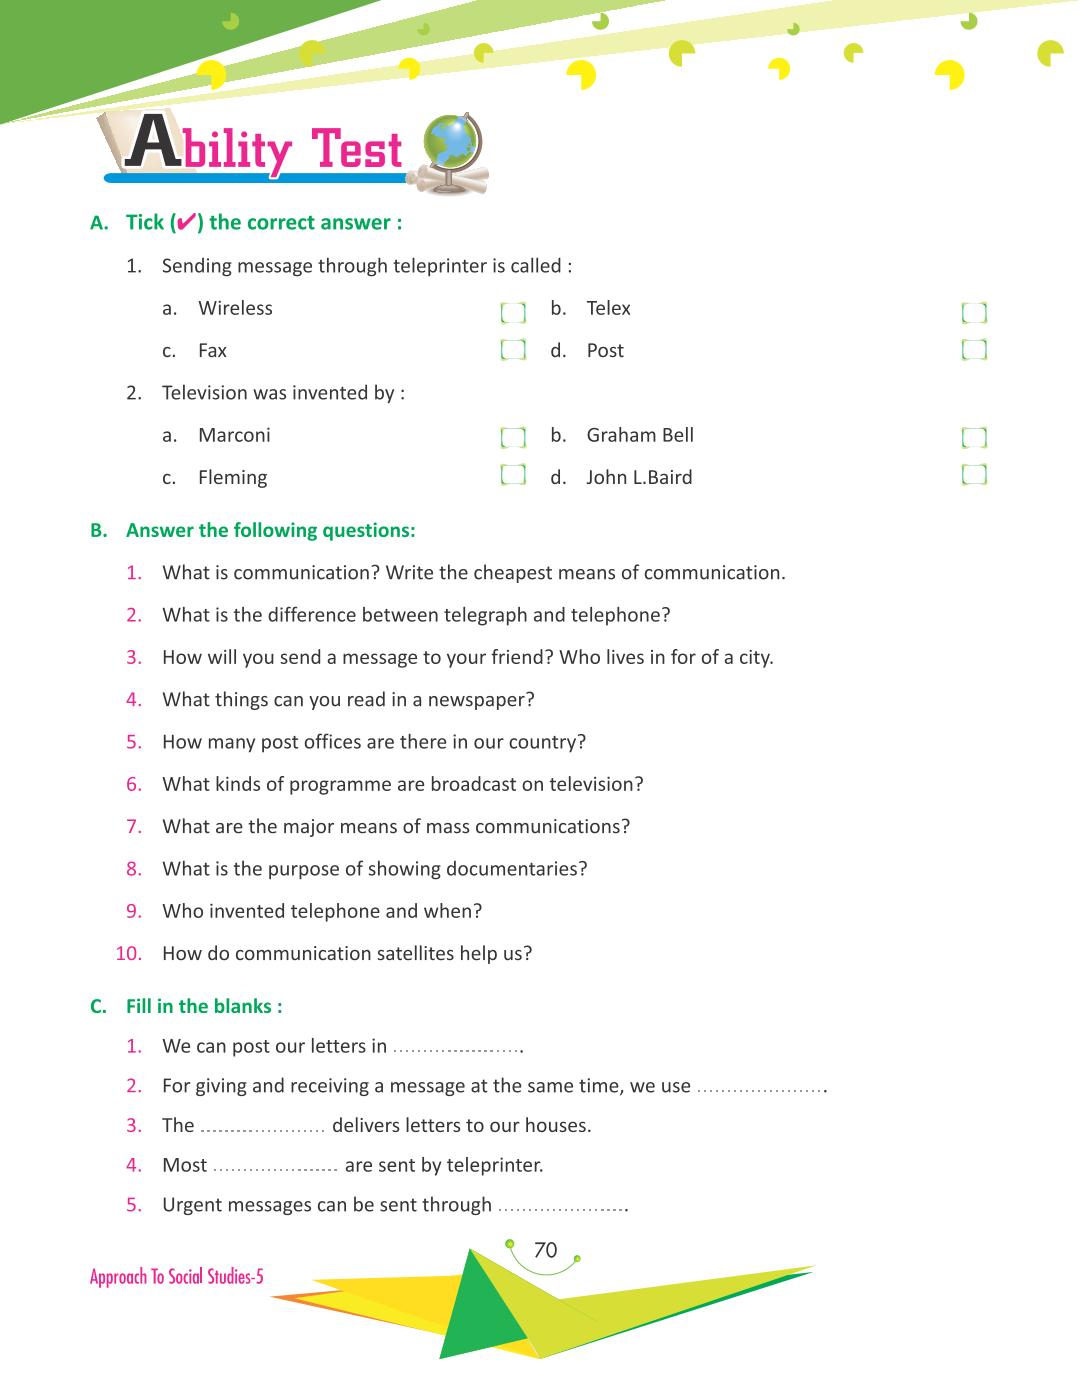 Ability Test
A. Tick (✔) the correct answer :
1. Sending message through teleprinter is called :
a. Wireless b. Telex
c. Fax d. Post
2. Television was invented by :
a. Marconi b. Graham Bell
c. Fleming d. John L.Baird
B. Answer the following questions:
1. What is communication? Write the cheapest means of communication.
2. What is the difference between telegraph and telephone?
3. How will you send a message to your friend? Who lives in for of a city.
4. What things can you read in a newspaper?
5. How many post offices are there in our country?
6. What kinds of programme are broadcast on television?
7. What are the major means of mass communications?
8. What is the purpose of showing documentaries?
9. Who invented telephone and when?
10. How do communication satellites help us?
C. Fill in the blanks :
1. We can post our letters in .....................
2. For giving and receiving a message at the same time, we use .....................
3. The ..................... delivers letters to our houses.
4. Most ..................... are sent by teleprinter.
5. Urgent messages can be sent through .....................
70
Approach To Social Studies-5